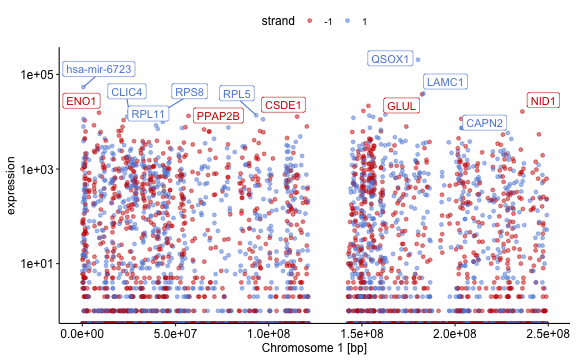 strand -1 1
QSOX1
hsa-mir-6723
1e+05
LAMC1
CLIC4
RPS8
RPL5
ENO1
CSDE1
GLUL
NID1
RPL11
PPAP2B
CAPN2
1e+03
expression
1e+01
0.0e+00 5.0e+07 1.0e+08 1.5e+08 2.0e+08 2.5e+08
Chromosome 1 [bp]